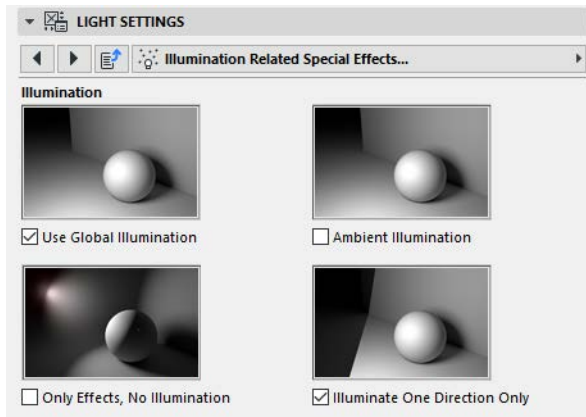 LIGHT SETTINGS
Illumination Related Special Effects...
Illumination
Use Global Illumination
Ambient Illumination
Only Effects, No Illumination
Illuminate One Direction Only